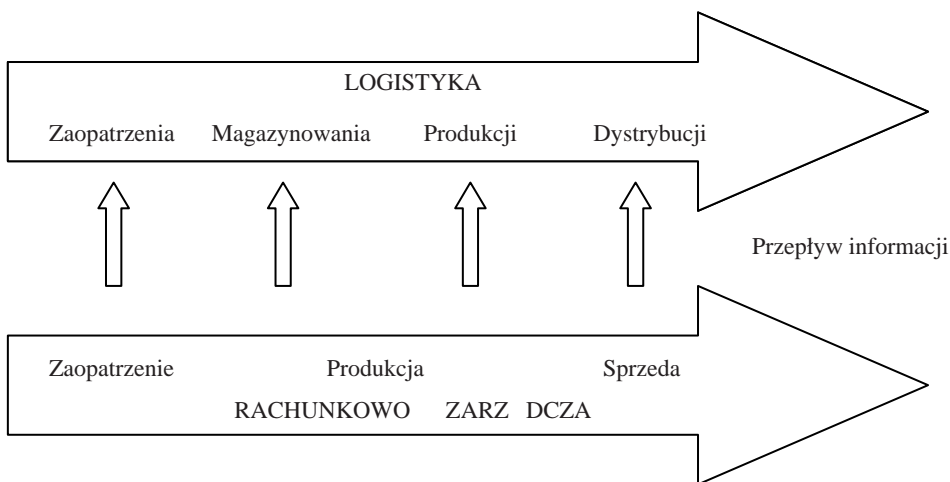 LOGISTYKA
Zaopatrzenia Magazynowania Produkcji Dystrybucji
Przepływ informacji
Zaopatrzenie Produkcja Sprzeda
RACHUNKOWO ZARZ DCZA